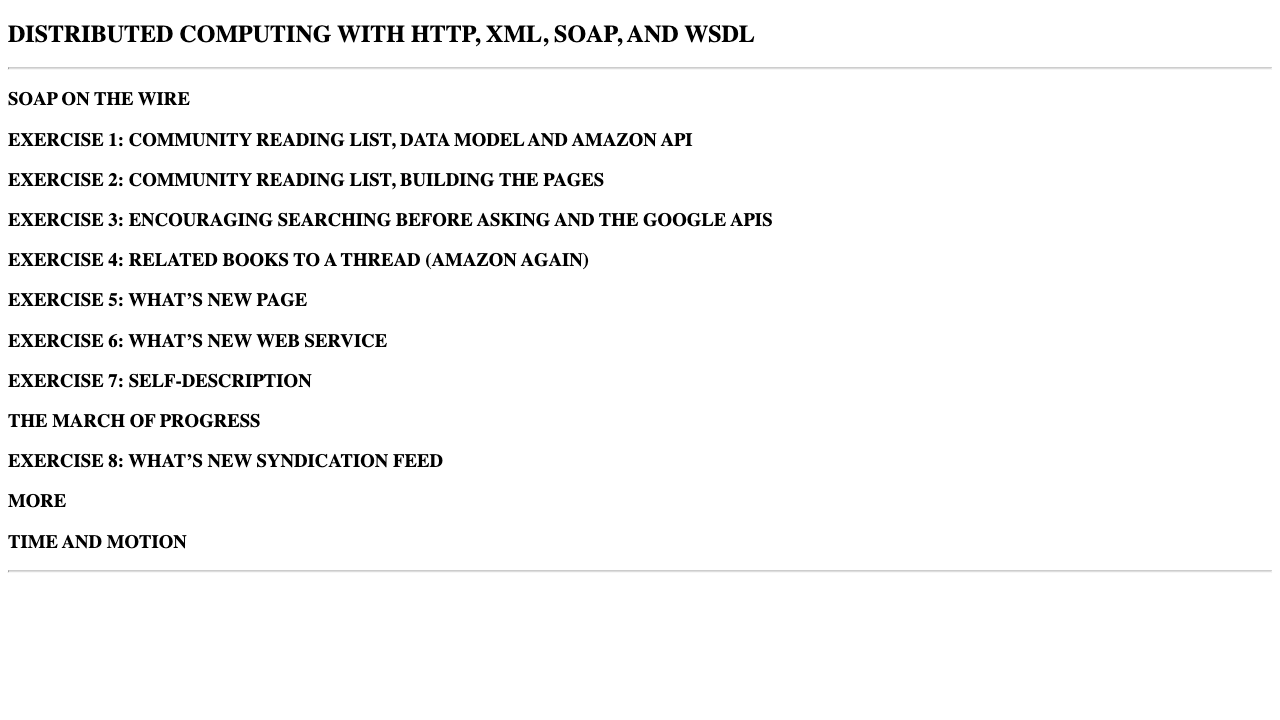 DISTRIBUTED COMPUTING WITH HTTP, XML, SOAP, AND WSDL
SOAP ON THE WIRE
EXERCISE 1: COMMUNITY READING LIST, DATA MODEL AND AMAZON API
EXERCISE 2: COMMUNITY READING LIST, BUILDING THE PAGES
EXERCISE 3: ENCOURAGING SEARCHING BEFORE ASKING AND THE GOOGLE APIS
EXERCISE 4: RELATED BOOKS TO A THREAD (AMAZON AGAIN)
EXERCISE 5: WHAT’S NEW PAGE
EXERCISE 6: WHAT’S NEW WEB SERVICE
EXERCISE 7: SELF-DESCRIPTION
THE MARCH OF PROGRESS
EXERCISE 8: WHAT’S NEW SYNDICATION FEED
MORE
TIME AND MOTION